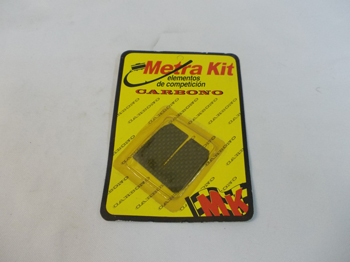 Metra Kit
elementos
de competición
CARBONO
MK